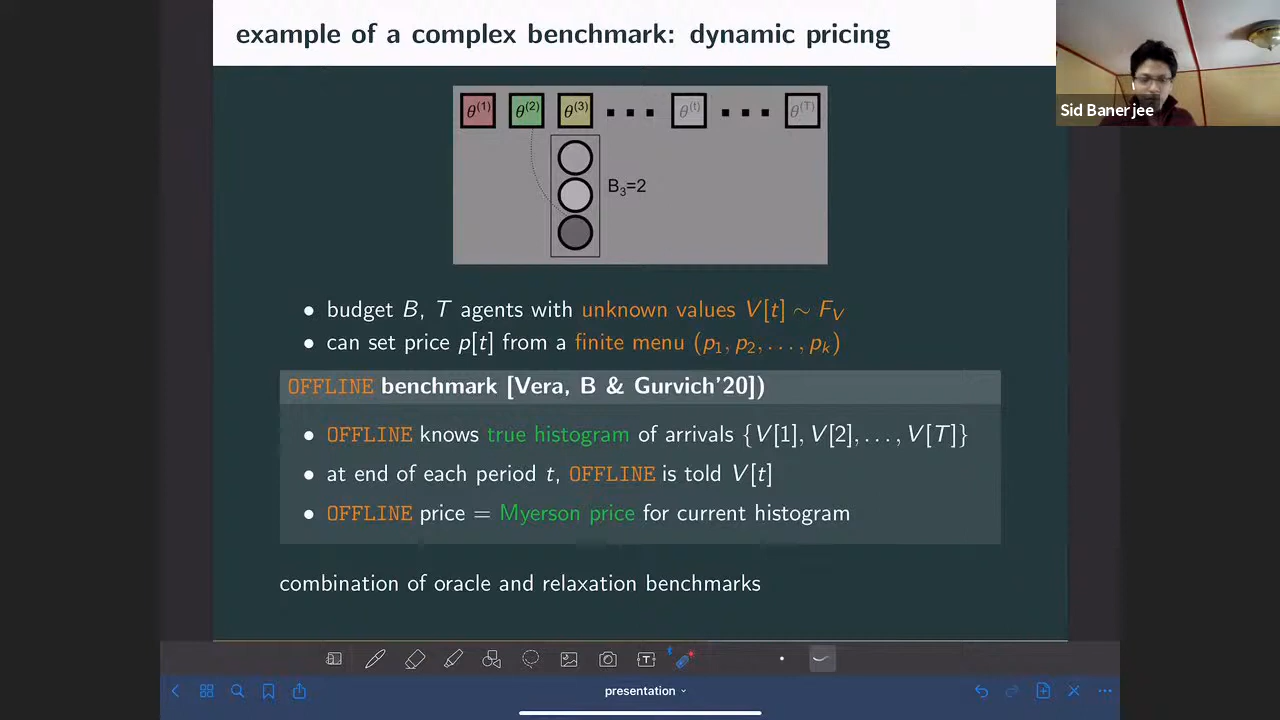 example of a complex benchmark: dynamic pricing
Sid Banerjee
θ⁽¹⁾ θ⁽²⁾ θ⁽³⁾ ... θ⁽ᵗ⁾ ... θ⁽ᵀ⁾
B₃=2
• budget B, T agents with unknown values V[t] ∼ F_V
• can set price p[t] from a finite menu (p₁, p₂, . . . , pₖ)
OFFLINE benchmark [Vera, B & Gurvich'20])
• OFFLINE knows true histogram of arrivals {V[1], V[2], . . . , V[T]}
• at end of each period t, OFFLINE is told V[t]
• OFFLINE price = Myerson price for current histogram
combination of oracle and relaxation benchmarks
T
presentation